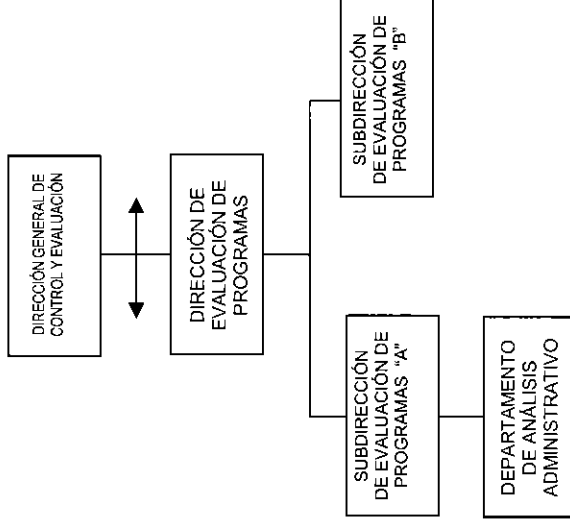 DIRECCIÓN GENERAL DE
CONTROL Y EVALUACIÓN
DIRECCIÓN DE
EVALUACIÓN DE
PROGRAMAS
SUBDIRECCIÓN
DE EVALUACIÓN DE
PROGRAMAS "A"
SUBDIRECCIÓN
DE EVALUACIÓN DE
PROGRAMAS "B"
DEPARTAMENTO
DE ANÁLISIS
ADMINISTRATIVO